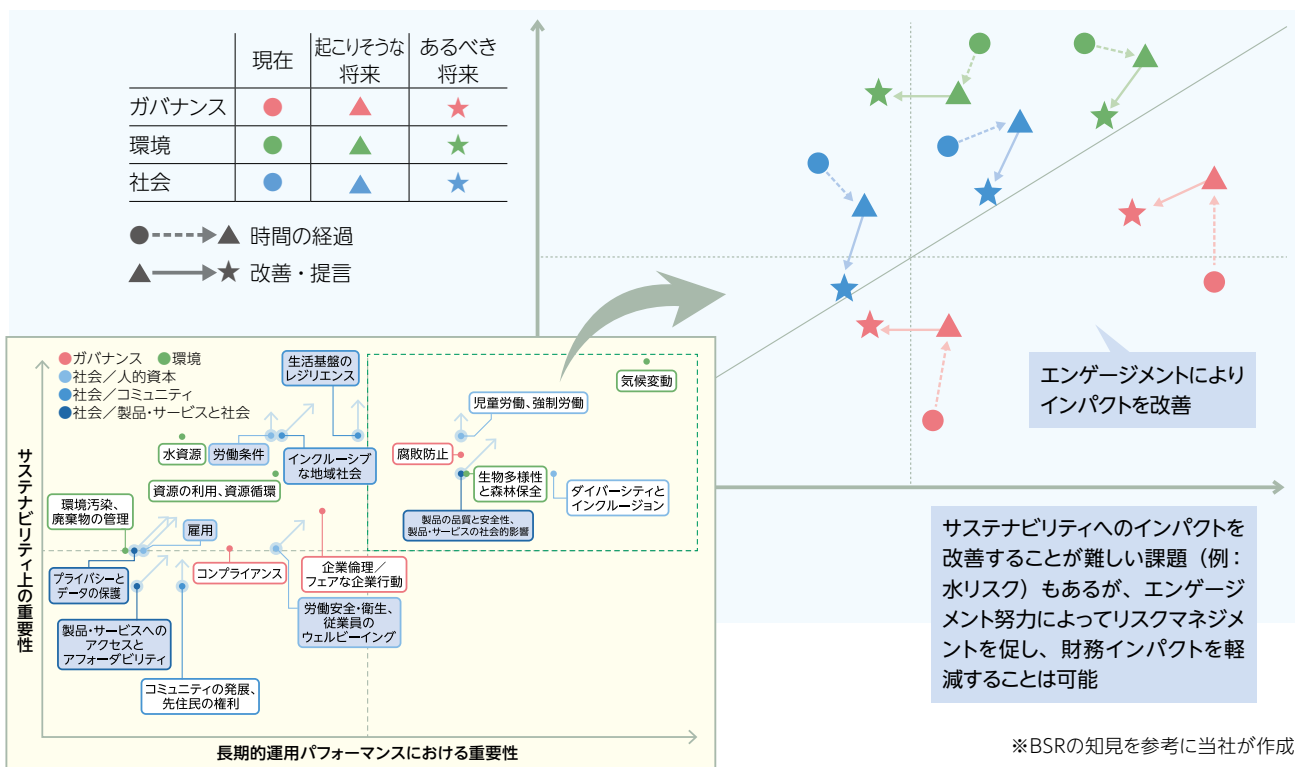 現在
起こりそうな
将来
あるべき
将来
ガバナンス
環境
社会
時間の経過
改善・提言
エンゲージメントにより
インパクトを改善
サステナビリティへのインパクトを
改善することが難しい課題（例：
水リスク）もあるが、エンゲージ
メント努力によってリスクマネジメ
ントを促し、財務インパクトを軽
減することは可能
※BSRの知見を参考に当社が作成
ガバナンス
環境
社会／人的資本
社会／コミュニティ
社会／製品・サービスと社会
サステナビリティ上の重要性
長期的運用パフォーマンスにおける重要性
生活基盤の
レジリエンス
気候変動
児童労働、強制労働
水資源
労働条件
インクルーシブ
な地域社会
腐敗防止
資源の利用、資源循環
生物多様性
と森林保全
ダイバーシティと
インクルージョン
環境汚染、
廃棄物の管理
雇用
製品の品質と安全性、
製品・サービスの社会的影響
プライバシーと
データの保護
コンプライアンス
企業倫理／
フェアな企業行動
労働安全・衛生、
従業員の
ウェルビーイング
製品・サービスへの
アクセスと
アフォーダビリティ
コミュニティの発展、
先住民の権利